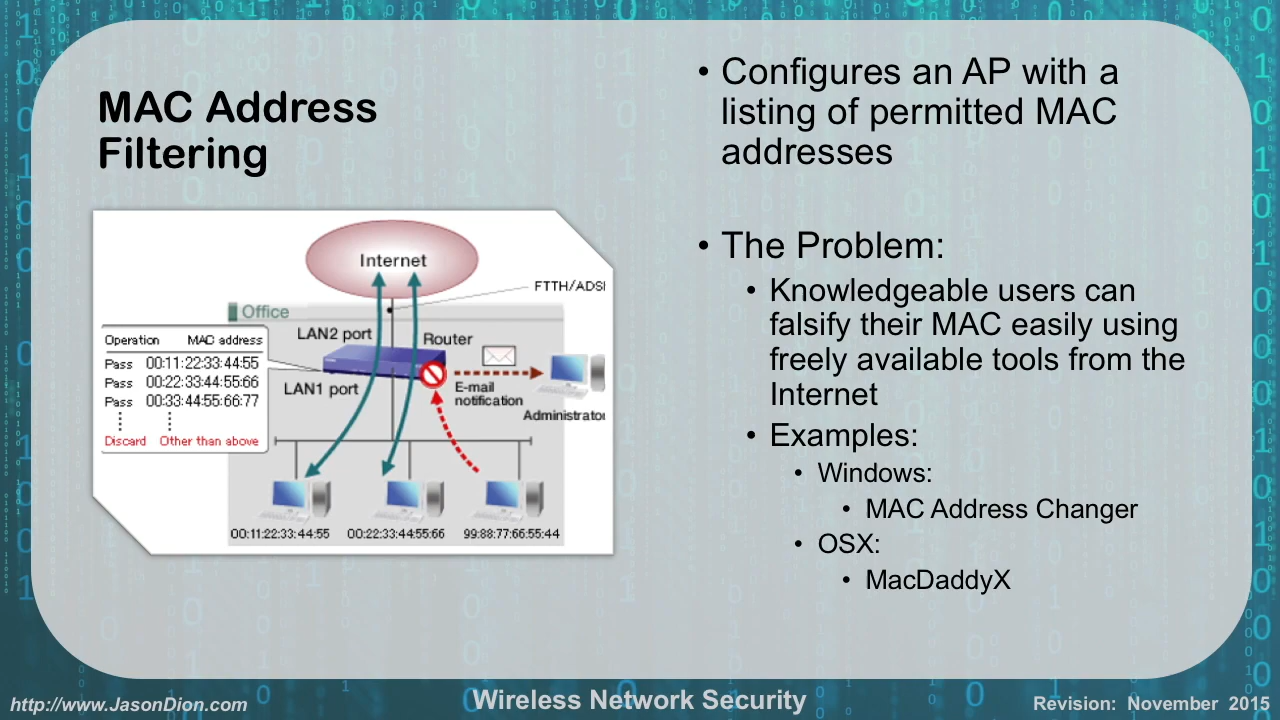 MAC Address
Filtering
• Configures an AP with a
listing of permitted MAC
addresses
• The Problem:
• Knowledgeable users can
falsify their MAC easily using
freely available tools from the
Internet
• Examples:
• Windows:
• MAC Address Changer
• OSX:
• MacDaddyX
Internet
FTTH/ADSl
Office
LAN2 port
Router
Operation MAC address
Pass 00:11:22:33:44:55
Pass 00:22:33:44:55:66
Pass 00:33:44:55:66:77
Discard Other than above
LAN1 port
E-mail
notification
Administrator
00:11:22:33:44:55 00:22:33:44:55:66 99:88:77:66:55:44
http://www.JasonDion.com
Wireless Network Security
Revision: November 2015